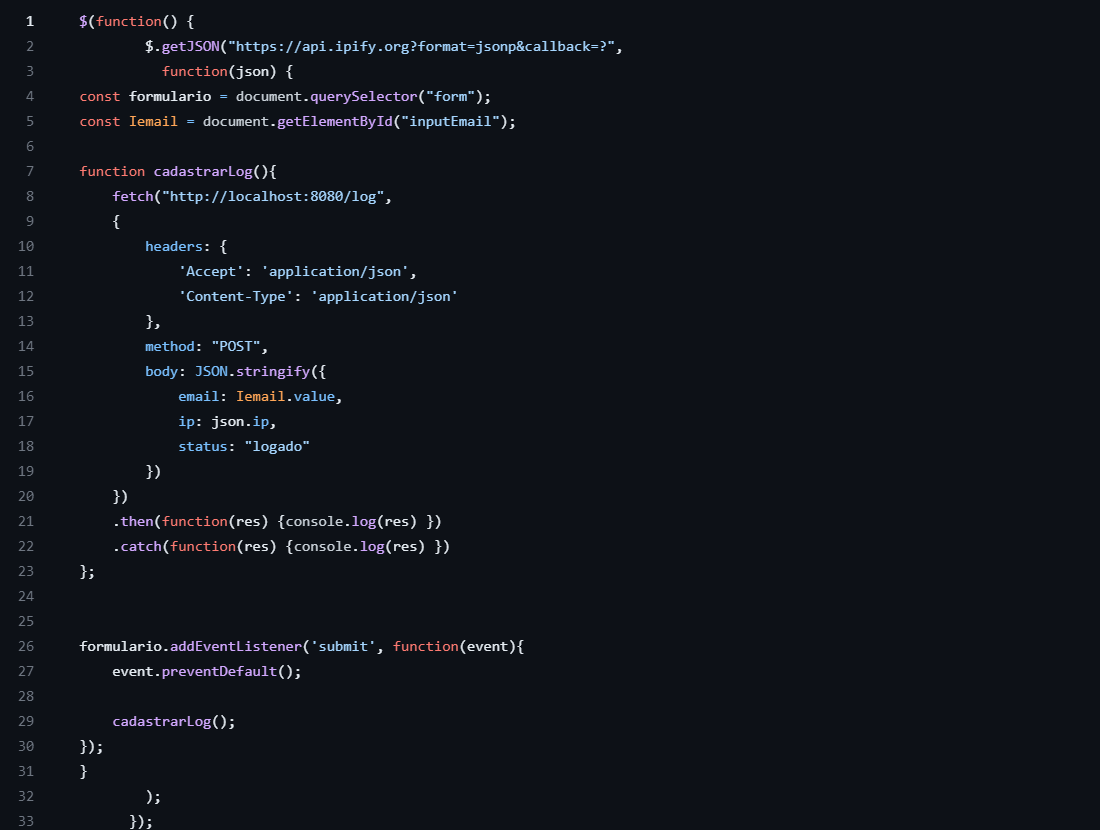 1 $(function() {
2 $.getJSON("https://api.ipify.org?format=jsonp&callback=?",
3 function(json) {
4 const formulario = document.querySelector("form");
5 const Iemail = document.getElementById("inputEmail");
6
7 function cadastrarLog(){
8 fetch("http://localhost:8080/log",
9 {
10 headers: {
11 'Accept': 'application/json',
12 'Content-Type': 'application/json'
13 },
14 method: "POST",
15 body: JSON.stringify({
16 email: Iemail.value,
17 ip: json.ip,
18 status: "logado"
19 })
20 })
21 .then(function(res) {console.log(res) })
22 .catch(function(res) {console.log(res) })
23 };
24
25
26 formulario.addEventListener('submit', function(event){
27 event.preventDefault();
28
29 cadastrarLog();
30 });
31 }
32 );
33 });